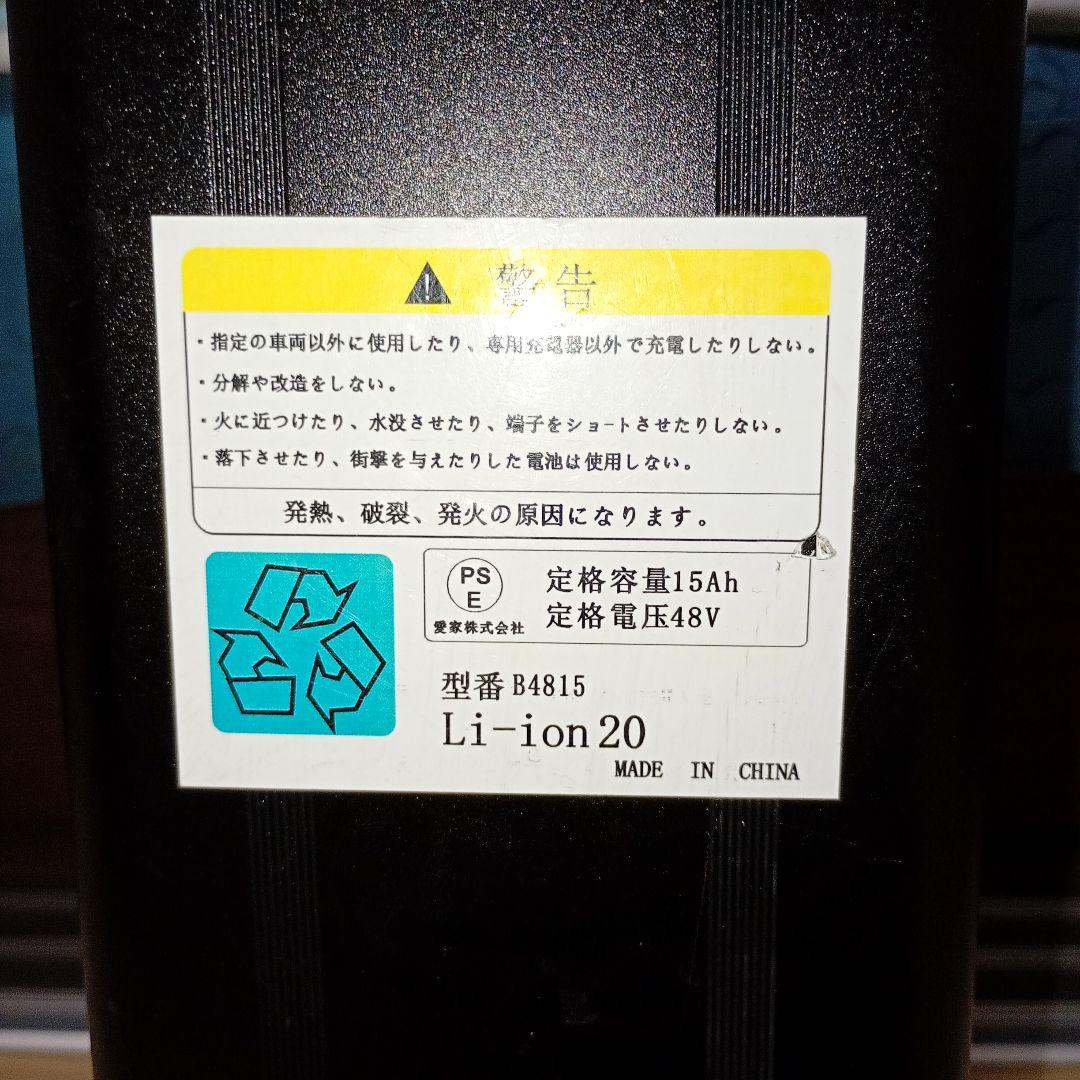 警告
・指定の車両以外に使用したり、専用充電器以外で充電したりしない。
・分解や改造をしない。
・火に近つけたり、水没させたり、端子をショートさせたりしない。
・落下させたり、街撃を与えたりした電池は使用しない。
発熱、破裂、発火の原因になります。
PS
E
愛家株式会社
定格容量15Ah
定格電圧48V
型番B4815
Li-ion20
MADE IN CHINA